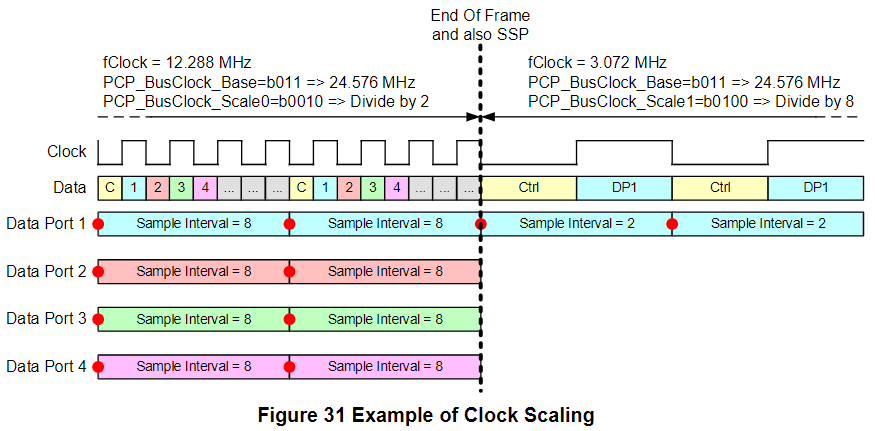 End Of Frame
and also SSP
fClock = 12.288 MHz
PCP_BusClock_Base=b011 => 24.576 MHz
PCP_BusClock_Scale0=b0010 => Divide by 2
fClock = 3.072 MHz
PCP_BusClock_Base=b011 => 24.576 MHz
PCP_BusClock_Scale1=b0100 => Divide by 8
Clock
Data C 1 2 3 4 ... ... ... C 1 2 3 4 ... ... ... Ctrl DP1 Ctrl DP1
Data Port 1 Sample Interval = 8 Sample Interval = 8 Sample Interval = 2 Sample Interval = 2
Data Port 2 Sample Interval = 8 Sample Interval = 8
Data Port 3 Sample Interval = 8 Sample Interval = 8
Data Port 4 Sample Interval = 8 Sample Interval = 8
Figure 31 Example of Clock Scaling